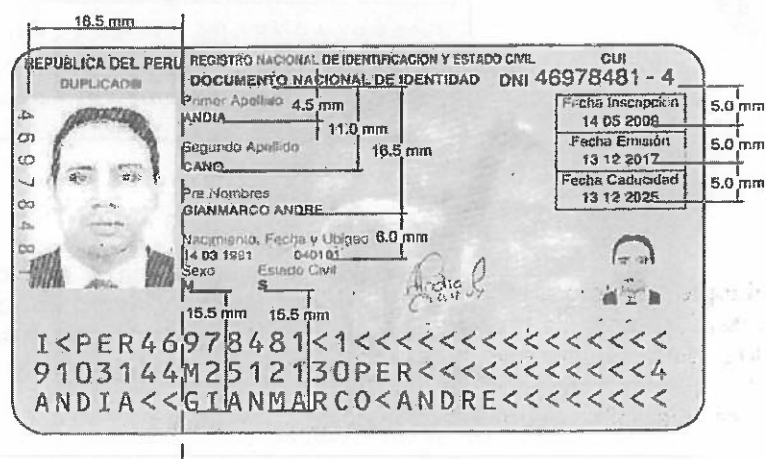 16.5 mm
REPUBLICA DEL PERU
REGISTRO NACIONAL DE IDENTIFICACION Y ESTADO CIVIL
CUI
DUPLICADO
DOCUMENTO NACIONAL DE IDENTIDAD DNI 46978481 - 4
46978481
Primer Apellido 4.5 mm
ANDIA
11.0 mm
Segundo Apellido
16.5 mm
CANO
Pre Nombres
GIANMARCO ANDRE
Nacimiento, Fecha y Ubigeo 6.0 mm
14 03 1991 040101
Sexo Estado Civil
M S
15.5 mm 15.5 mm
Fecha Inscripción
14 05 2008
5.0 mm
Fecha Emisión
13 12 2017
5.0 mm
Fecha Caducidad
13 12 2025
5.0 mm
I<PER46978481<1<<<<<<<<<<<<<<<
9103144M2512130PER<<<<<<<<<<<4
ANDIA<<GIANMARCO<ANDRE<<<<<<<<